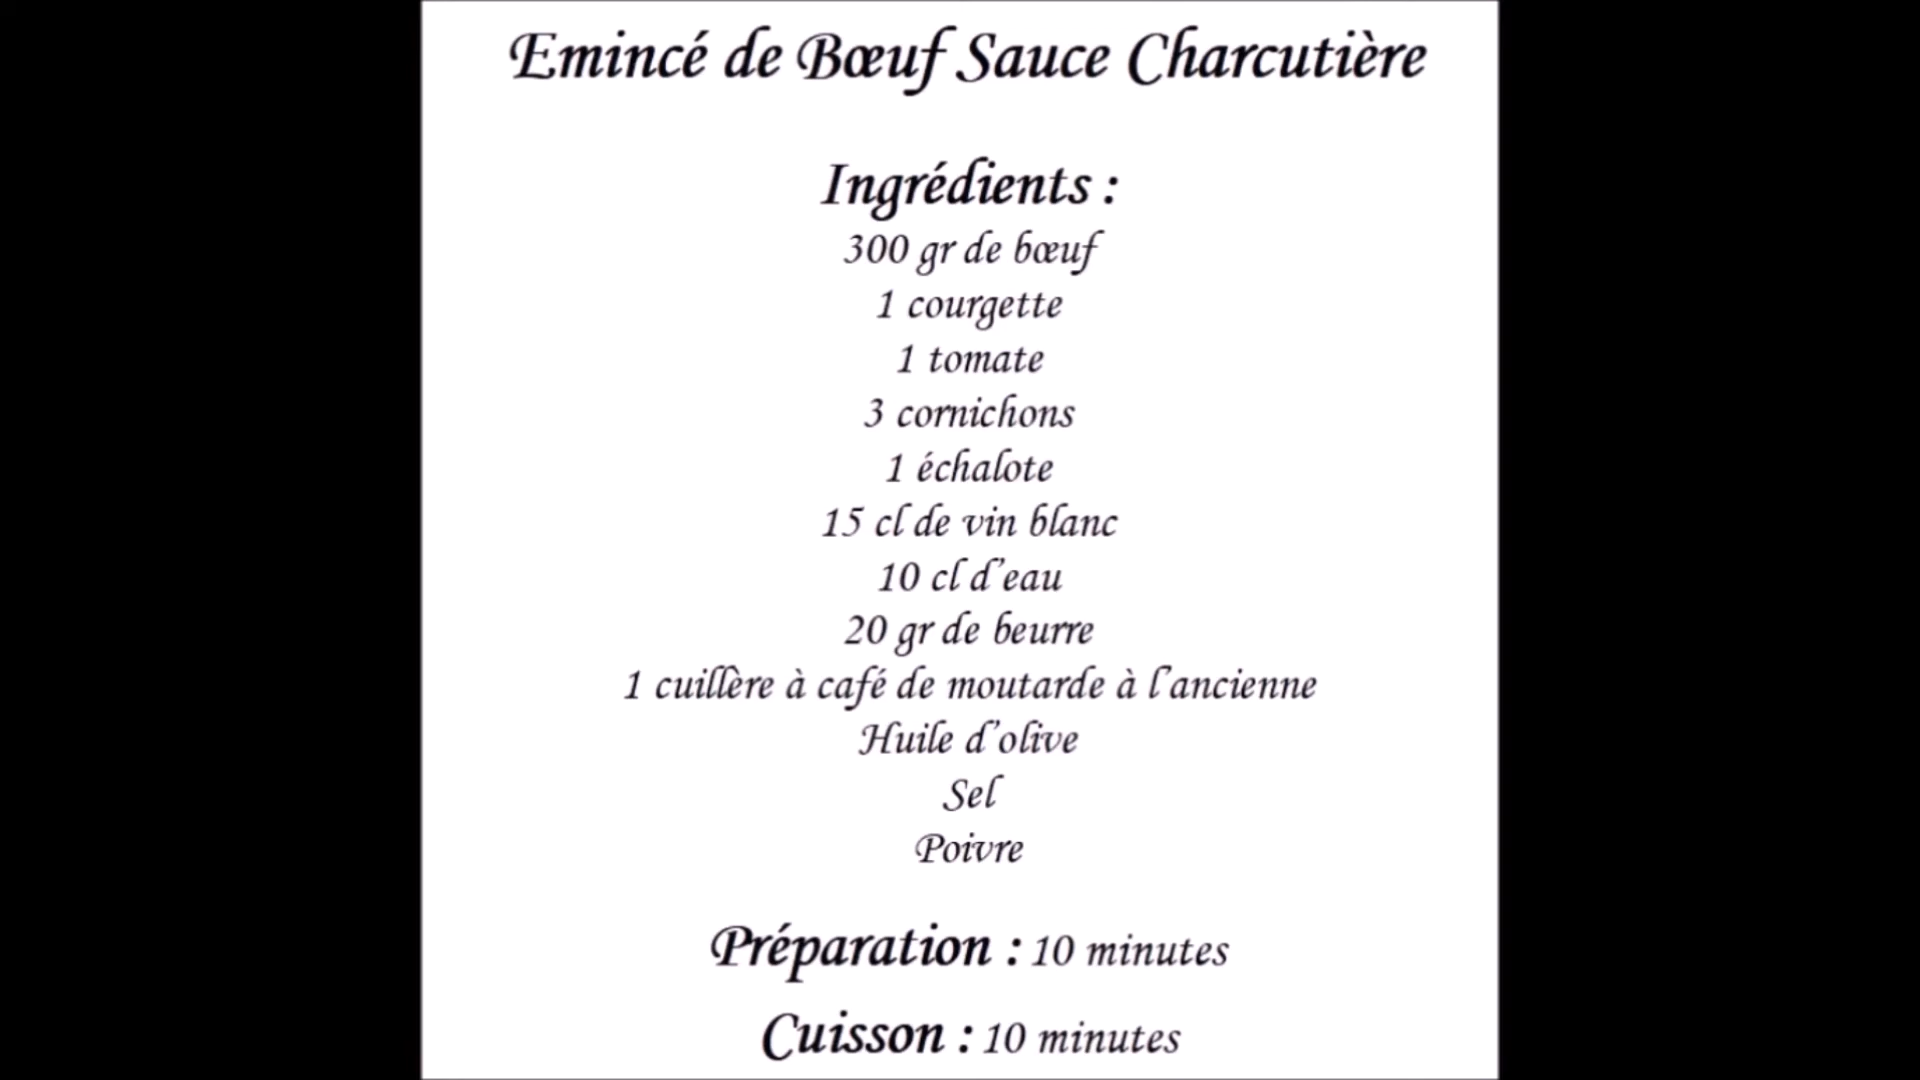 Emincé de Bœuf Sauce Charcutière
Ingrédients :
300 gr de bœuf
1 courgette
1 tomate
3 cornichons
1 échalote
15 cl de vin blanc
10 cl d’eau
20 gr de beurre
1 cuillère à café de moutarde à l’ancienne
Huile d’olive
Sel
Poivre
Préparation : 10 minutes
Cuisson : 10 minutes